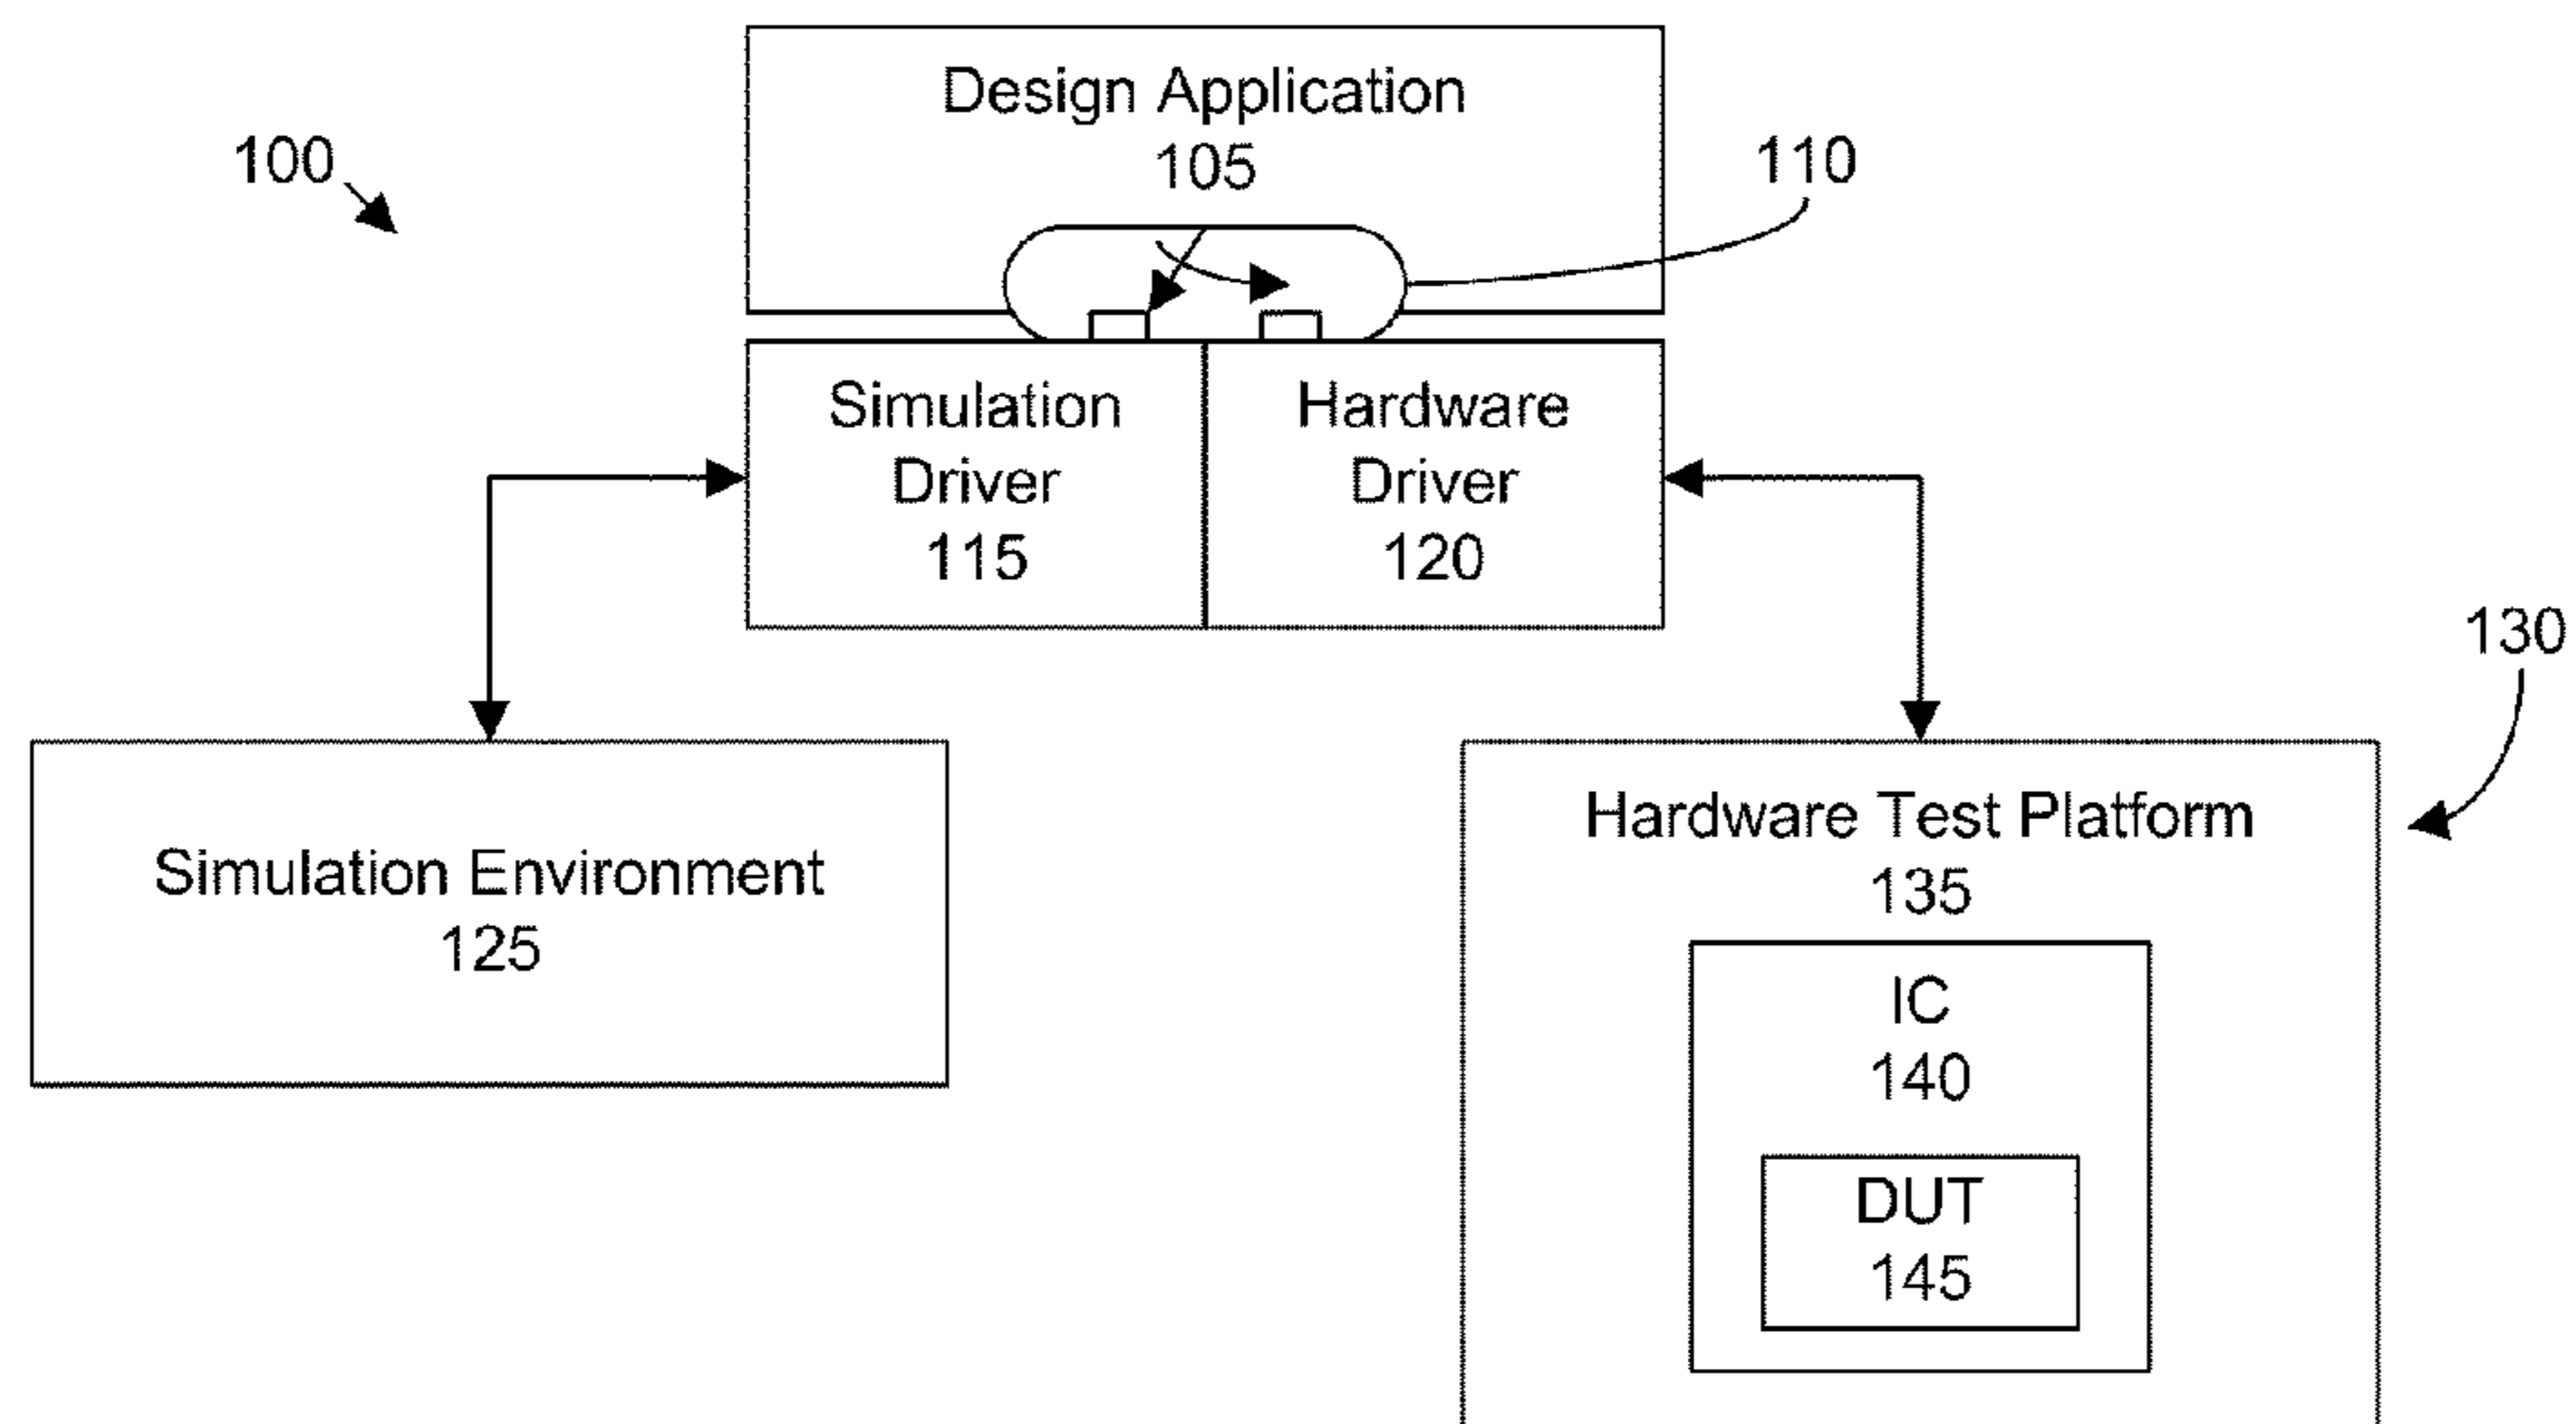 Design Application
105
100
110
Simulation
Driver
115
Hardware
Driver
120
130
Simulation Environment
125
Hardware Test Platform
135
IC
140
DUT
145